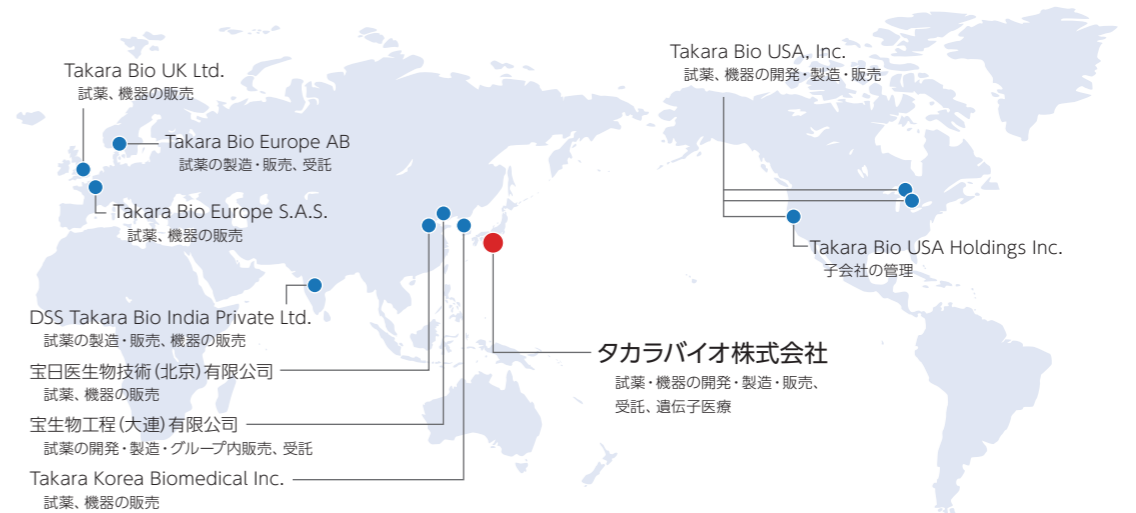 Takara Bio UK Ltd.
試薬、機器の販売
Takara Bio Europe AB
試薬の製造・販売、受託
Takara Bio Europe S.A.S.
試薬、機器の販売
DSS Takara Bio India Private Ltd.
試薬の製造・販売、機器の販売
宝日医生物技術(北京)有限公司
試薬、機器の販売
宝生物工程(大連)有限公司
試薬の開発・製造・グループ内販売、受託
Takara Korea Biomedical Inc.
試薬、機器の販売
タカラバイオ株式会社
試薬・機器の開発・製造・販売、
受託、遺伝子医療
Takara Bio USA, Inc.
試薬、機器の開発・製造・販売
Takara Bio USA Holdings Inc.
子会社の管理